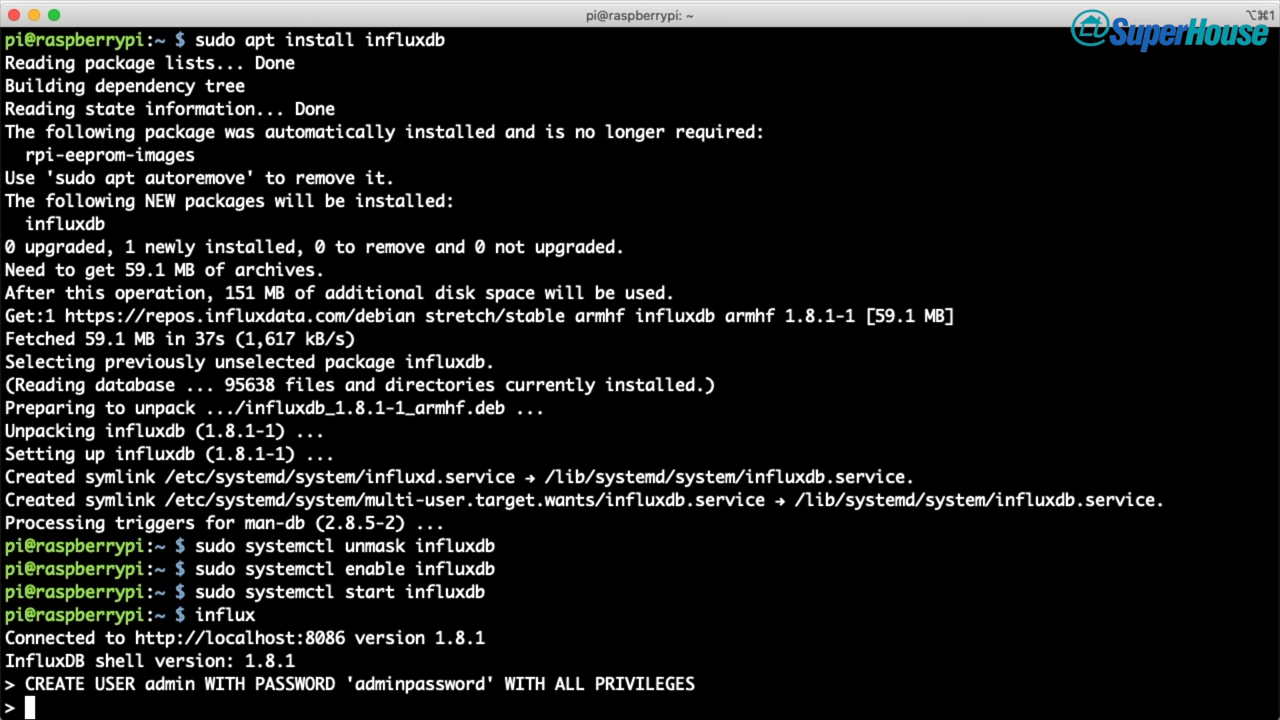 pi@raspberrypi: ~
⌥⌘1
SuperHouse
pi@raspberrypi:~ $ sudo apt install influxdb
Reading package lists... Done
Building dependency tree
Reading state information... Done
The following package was automatically installed and is no longer required:
  rpi-eeprom-images
Use 'sudo apt autoremove' to remove it.
The following NEW packages will be installed:
  influxdb
0 upgraded, 1 newly installed, 0 to remove and 0 not upgraded.
Need to get 59.1 MB of archives.
After this operation, 151 MB of additional disk space will be used.
Get:1 https://repos.influxdata.com/debian stretch/stable armhf influxdb armhf 1.8.1-1 [59.1 MB]
Fetched 59.1 MB in 37s (1,617 kB/s)
Selecting previously unselected package influxdb.
(Reading database ... 95638 files and directories currently installed.)
Preparing to unpack .../influxdb_1.8.1-1_armhf.deb ...
Unpacking influxdb (1.8.1-1) ...
Setting up influxdb (1.8.1-1) ...
Created symlink /etc/systemd/system/influxd.service → /lib/systemd/system/influxdb.service.
Created symlink /etc/systemd/system/multi-user.target.wants/influxdb.service → /lib/systemd/system/influxdb.service.
Processing triggers for man-db (2.8.5-2) ...
pi@raspberrypi:~ $ sudo systemctl unmask influxdb
pi@raspberrypi:~ $ sudo systemctl enable influxdb
pi@raspberrypi:~ $ sudo systemctl start influxdb
pi@raspberrypi:~ $ influx
Connected to http://localhost:8086 version 1.8.1
InfluxDB shell version: 1.8.1
> CREATE USER admin WITH PASSWORD 'adminpassword' WITH ALL PRIVILEGES
>